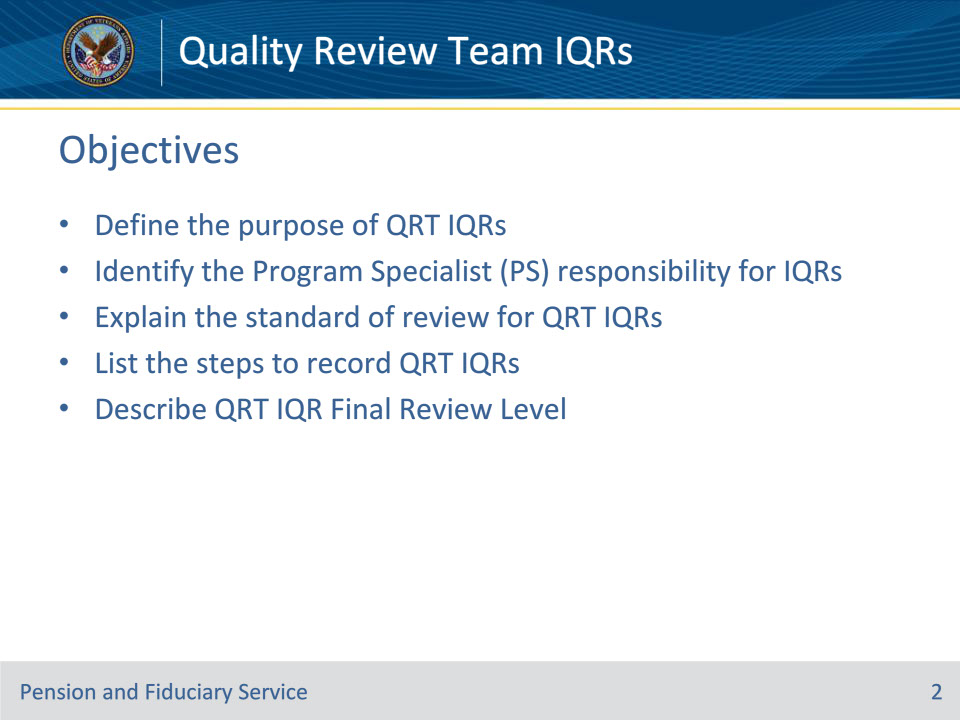 Quality Review Team IQRs
Objectives
• Define the purpose of QRT IQRs
• Identify the Program Specialist (PS) responsibility for IQRs
• Explain the standard of review for QRT IQRs
• List the steps to record QRT IQRs
• Describe QRT IQR Final Review Level
Pension and Fiduciary Service
2